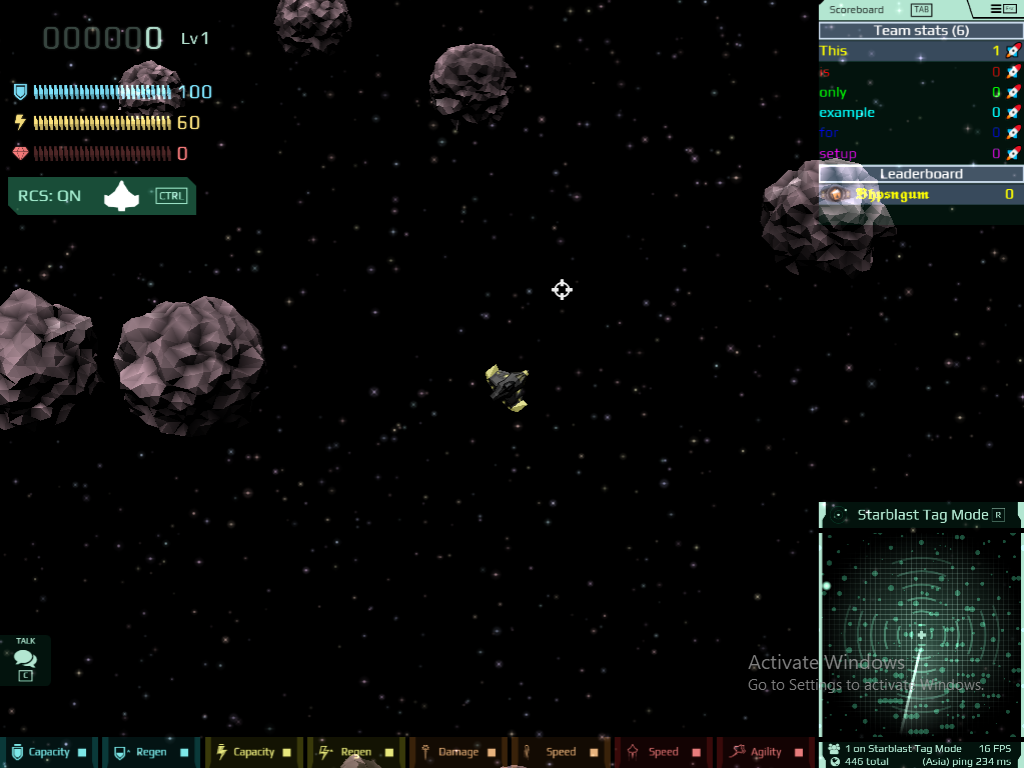 000000 Lv1
100
60
0
RCS: ON CTRL
Scoreboard TAB
Team stats (6)
This 1
is 0
only 0
example 0
for 0
setup 0
Leaderboard
Bhpsngum 0
Starblast Tag Mode R
TALK
C
Activate Windows
Go to Settings to activate Windows.
Capacity Regen Capacity Regen Damage Speed Speed Agility
1 on Starblast Tag Mode 16 FPS
446 total (Asia) ping 234 ms